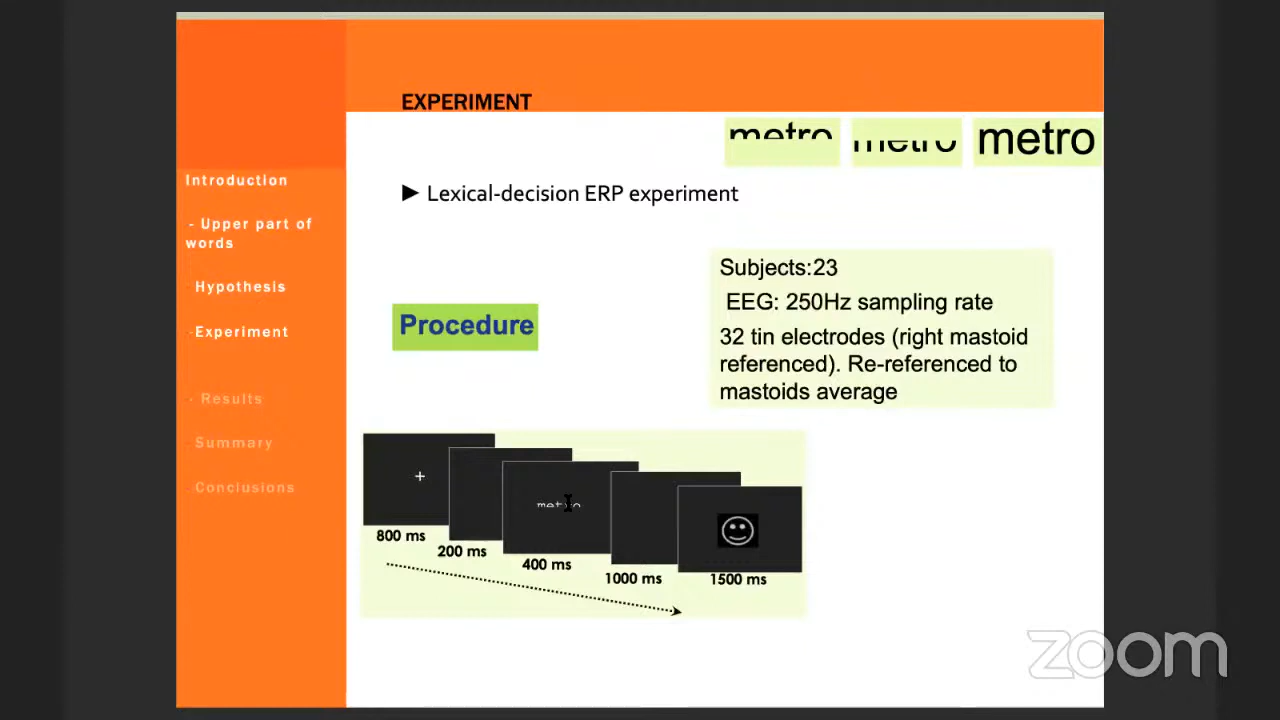 EXPERIMENT
metro metro metro
► Lexical-decision ERP experiment
Introduction
- Upper part of
words
- Hypothesis
- Experiment
- Results
- Summary
- Conclusions
Subjects:23
EEG: 250Hz sampling rate
32 tin electrodes (right mastoid
referenced). Re-referenced to
mastoids average
Procedure
+
metro
800 ms
200 ms
400 ms
1000 ms
1500 ms
zoom